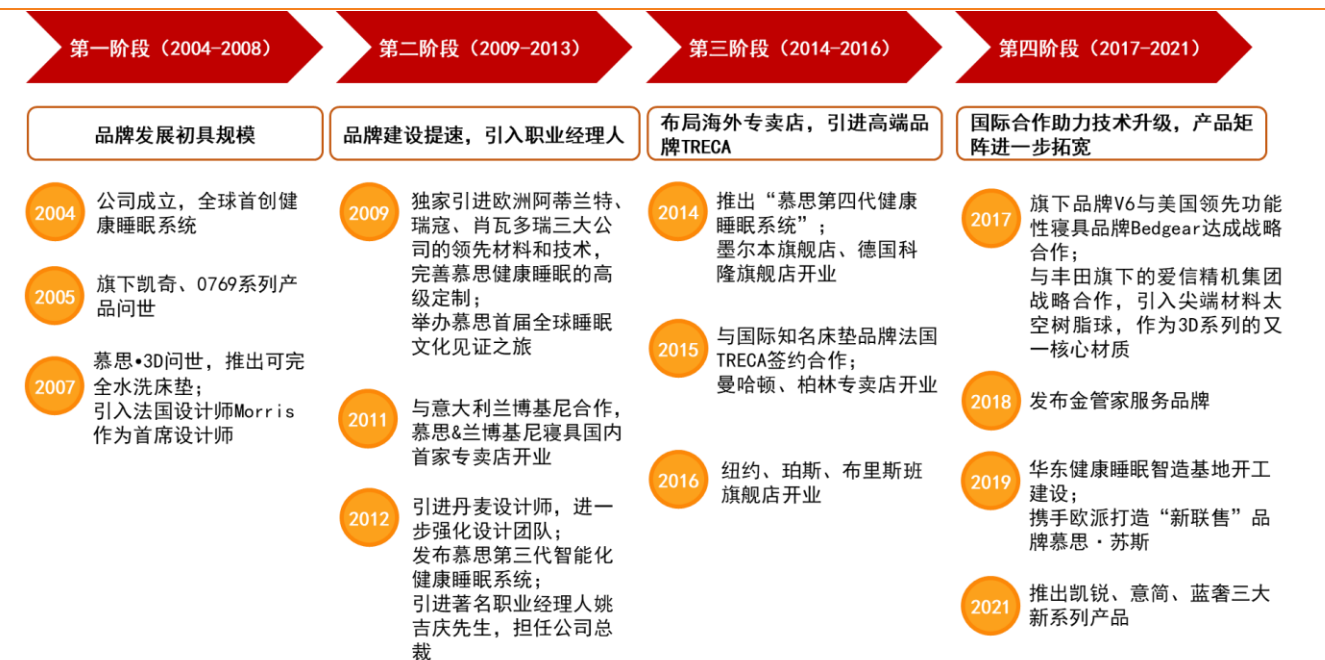 第一阶段（2004-2008）
品牌发展初具规模
2004
公司成立，全球首创健
康睡眠系统
2005
旗下凯奇、0769系列产
品问世
2007
慕思•3D问世，推出可完
全水洗床垫；
引入法国设计师Morris
作为首席设计师
第二阶段（2009-2013）
品牌建设提速，引入职业经理人
2009
独家引进欧洲阿蒂兰特、
瑞寇、肖瓦多瑞三大公
司的领先材料和技术，
完善慕思健康睡眠的高
级定制；
举办慕思首届全球睡眠
文化见证之旅
2011
与意大利兰博基尼合作，
慕思&兰博基尼寝具国内
首家专卖店开业
2012
引进丹麦设计师，进一
步强化设计团队；
发布慕思第三代智能化
健康睡眠系统；
引进著名职业经理人姚
吉庆先生，担任公司总
裁
第三阶段（2014-2016）
布局海外专卖店，引进高端品
牌TRECA
2014
推出“慕思第四代健康
睡眠系统”；
墨尔本旗舰店、德国科
隆旗舰店开业
2015
与国际知名床垫品牌法国
TRECA签约合作；
曼哈顿、柏林专卖店开业
2016
纽约、珀斯、布里斯班
旗舰店开业
第四阶段（2017-2021）
国际合作助力技术升级，产品矩
阵进一步拓宽
2017
旗下品牌V6与美国领先功能
性寝具品牌Bedgear达成战略
合作；
与丰田旗下的爱信精机集团
战略合作，引入尖端材料太
空树脂球，作为3D系列的又
一核心材质
2018
发布金管家服务品牌
2019
华东健康睡眠智造基地开工
建设；
携手欧派打造“新联售”品
牌慕思·苏斯
2021
推出凯锐、意简、蓝奢三大
新系列产品